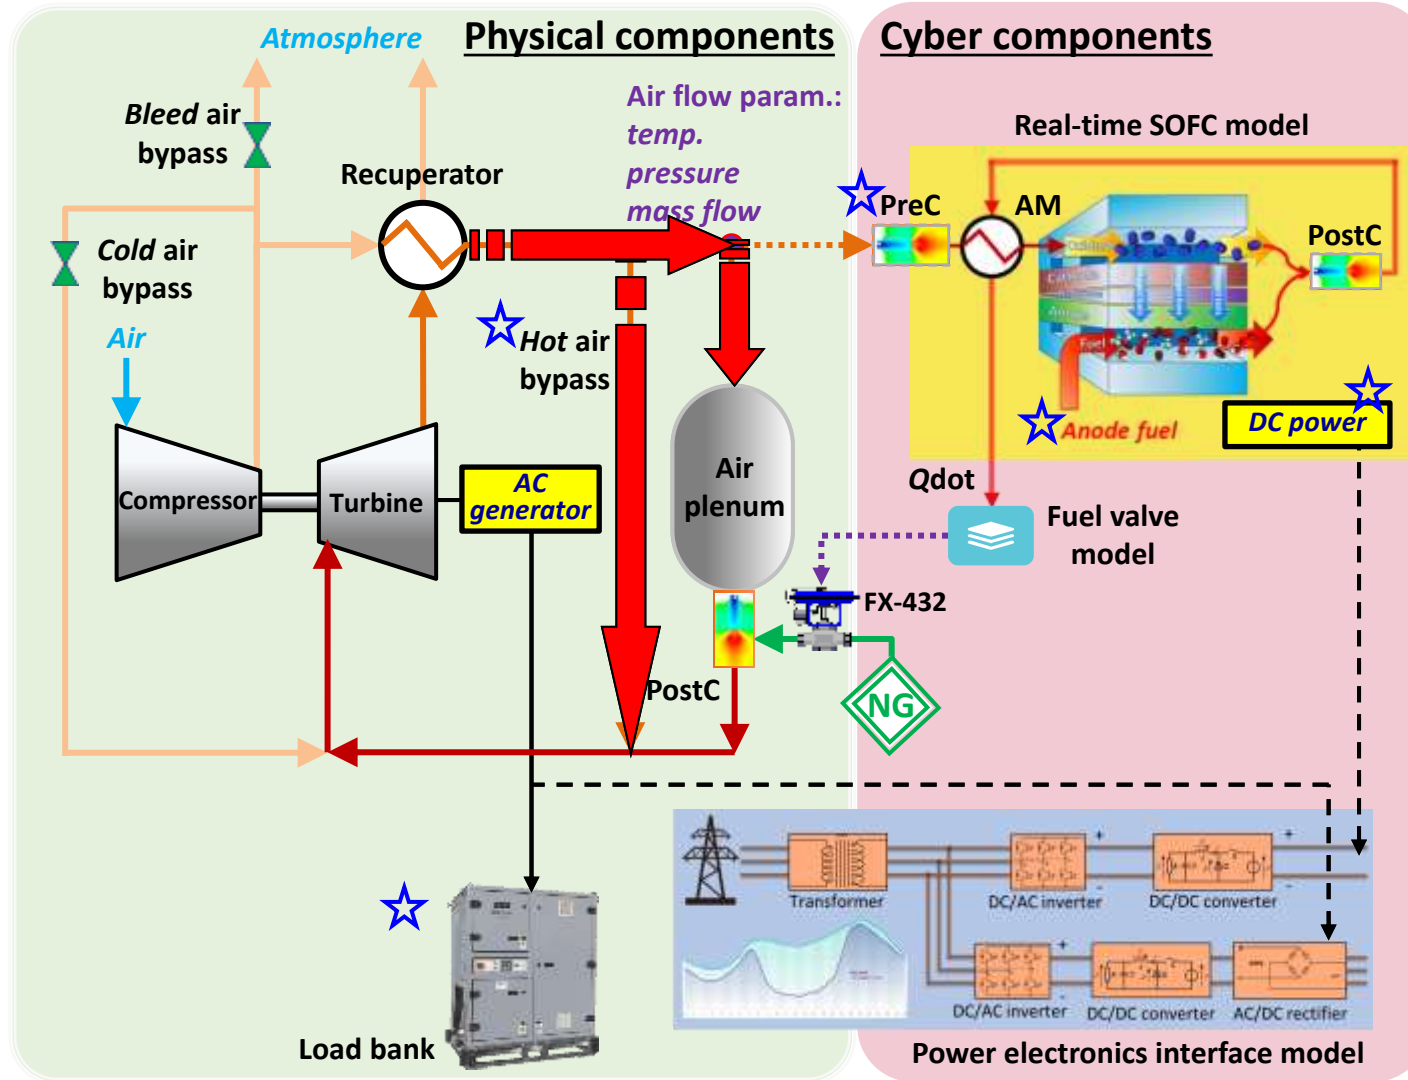 Physical components
Cyber components
Atmosphere
Bleed air
bypass
Air flow param.:
temp.
pressure
mass flow
Real-time SOFC model
Recuperator
PreC
AM
PostC
Cold air
bypass
Air
Hot air
bypass
Fuel
Anode fuel
DC power
Compressor
Turbine
AC
generator
Air
plenum
Qdot
Fuel valve
model
FX-432
PostC
NG
Transformer
DC/AC inverter
DC/DC converter
DC/AC inverter
DC/DC converter
AC/DC rectifier
Load bank
Power electronics interface model